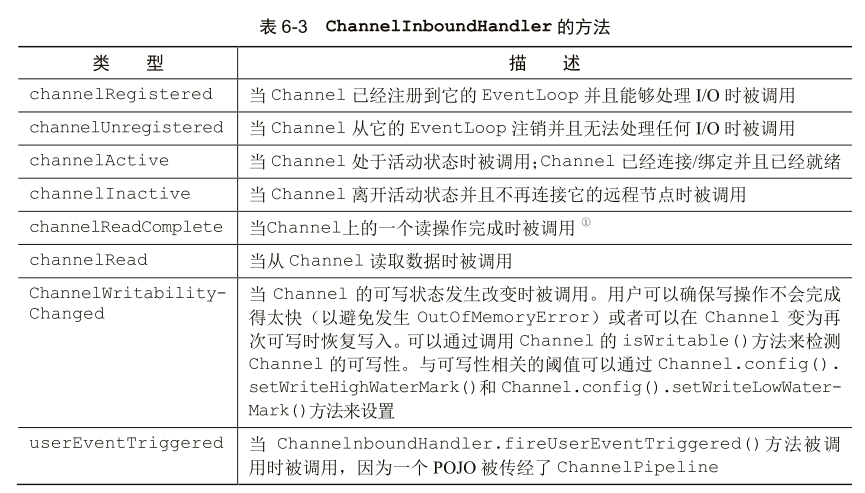 表 6-3 ChannelInboundHandler 的方法
类 型 描 述
channelRegistered 当 Channel 已经注册到它的 EventLoop 并且能够处理 I/O 时被调用
channelUnregistered 当 Channel 从它的 EventLoop 注销并且无法处理任何 I/O 时被调用
channelActive 当 Channel 处于活动状态时被调用;Channel 已经连接/绑定并且已经就绪
channelInactive 当 Channel 离开活动状态并且不再连接它的远程节点时被调用
channelReadComplete 当Channel上的一个读操作完成时被调用 ①
channelRead 当从 Channel 读取数据时被调用
ChannelWritability- 当 Channel 的可写状态发生改变时被调用。用户可以确保写操作不会完成
Changed 得太快（以避免发生 OutOfMemoryError）或者可以在 Channel 变为再
次可写时恢复写入。可以通过调用 Channel 的 isWritable()方法来检测
Channel 的可写性。与可写性相关的阈值可以通过 Channel.config().
setWriteHighWaterMark()和 Channel.config().setWriteLowWater-
Mark()方法来设置
userEventTriggered 当 ChannelnboundHandler.fireUserEventTriggered()方法被调
用时被调用，因为一个 POJO 被传经了 ChannelPipeline